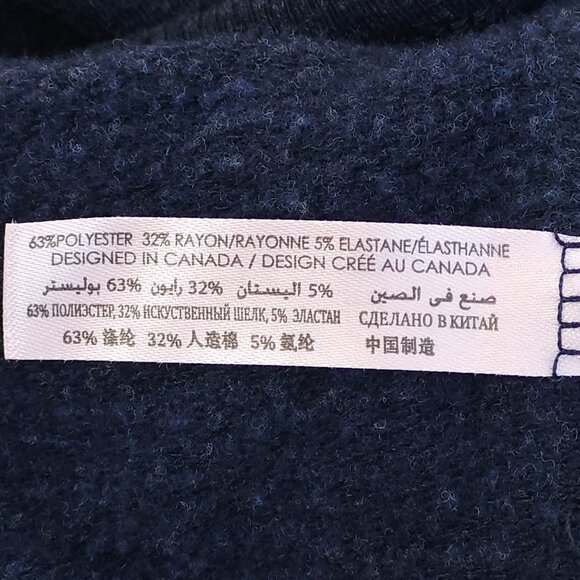 63%POLYESTER 32% RAYON/RAYONNE 5% ELASTANE/ÉLASTHANNE
DESIGNED IN CANADA / DESIGN CRÉÉ AU CANADA
63% بوليستر 32% رايون 5% اليستان صنع في الصين
63% ПОЛИЭСТЕР, 32% ИСКУСТВЕННЫЙ ШЕЛК, 5% ЭЛАСТАН СДЕЛАНО В КИТАЙ
63% 涤纶 32% 人造棉 5% 氨纶 中国制造